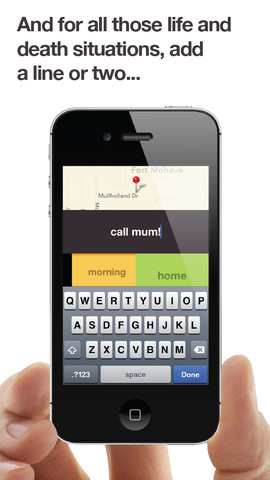 And for all those life and
death situations, add
a line or two...
Fort Mohave
Mullholland Dr
call mum!
morning home
Q W E R T Y U I O P
A S D F G H J K L
Z X C V B N M
.?123 space Done